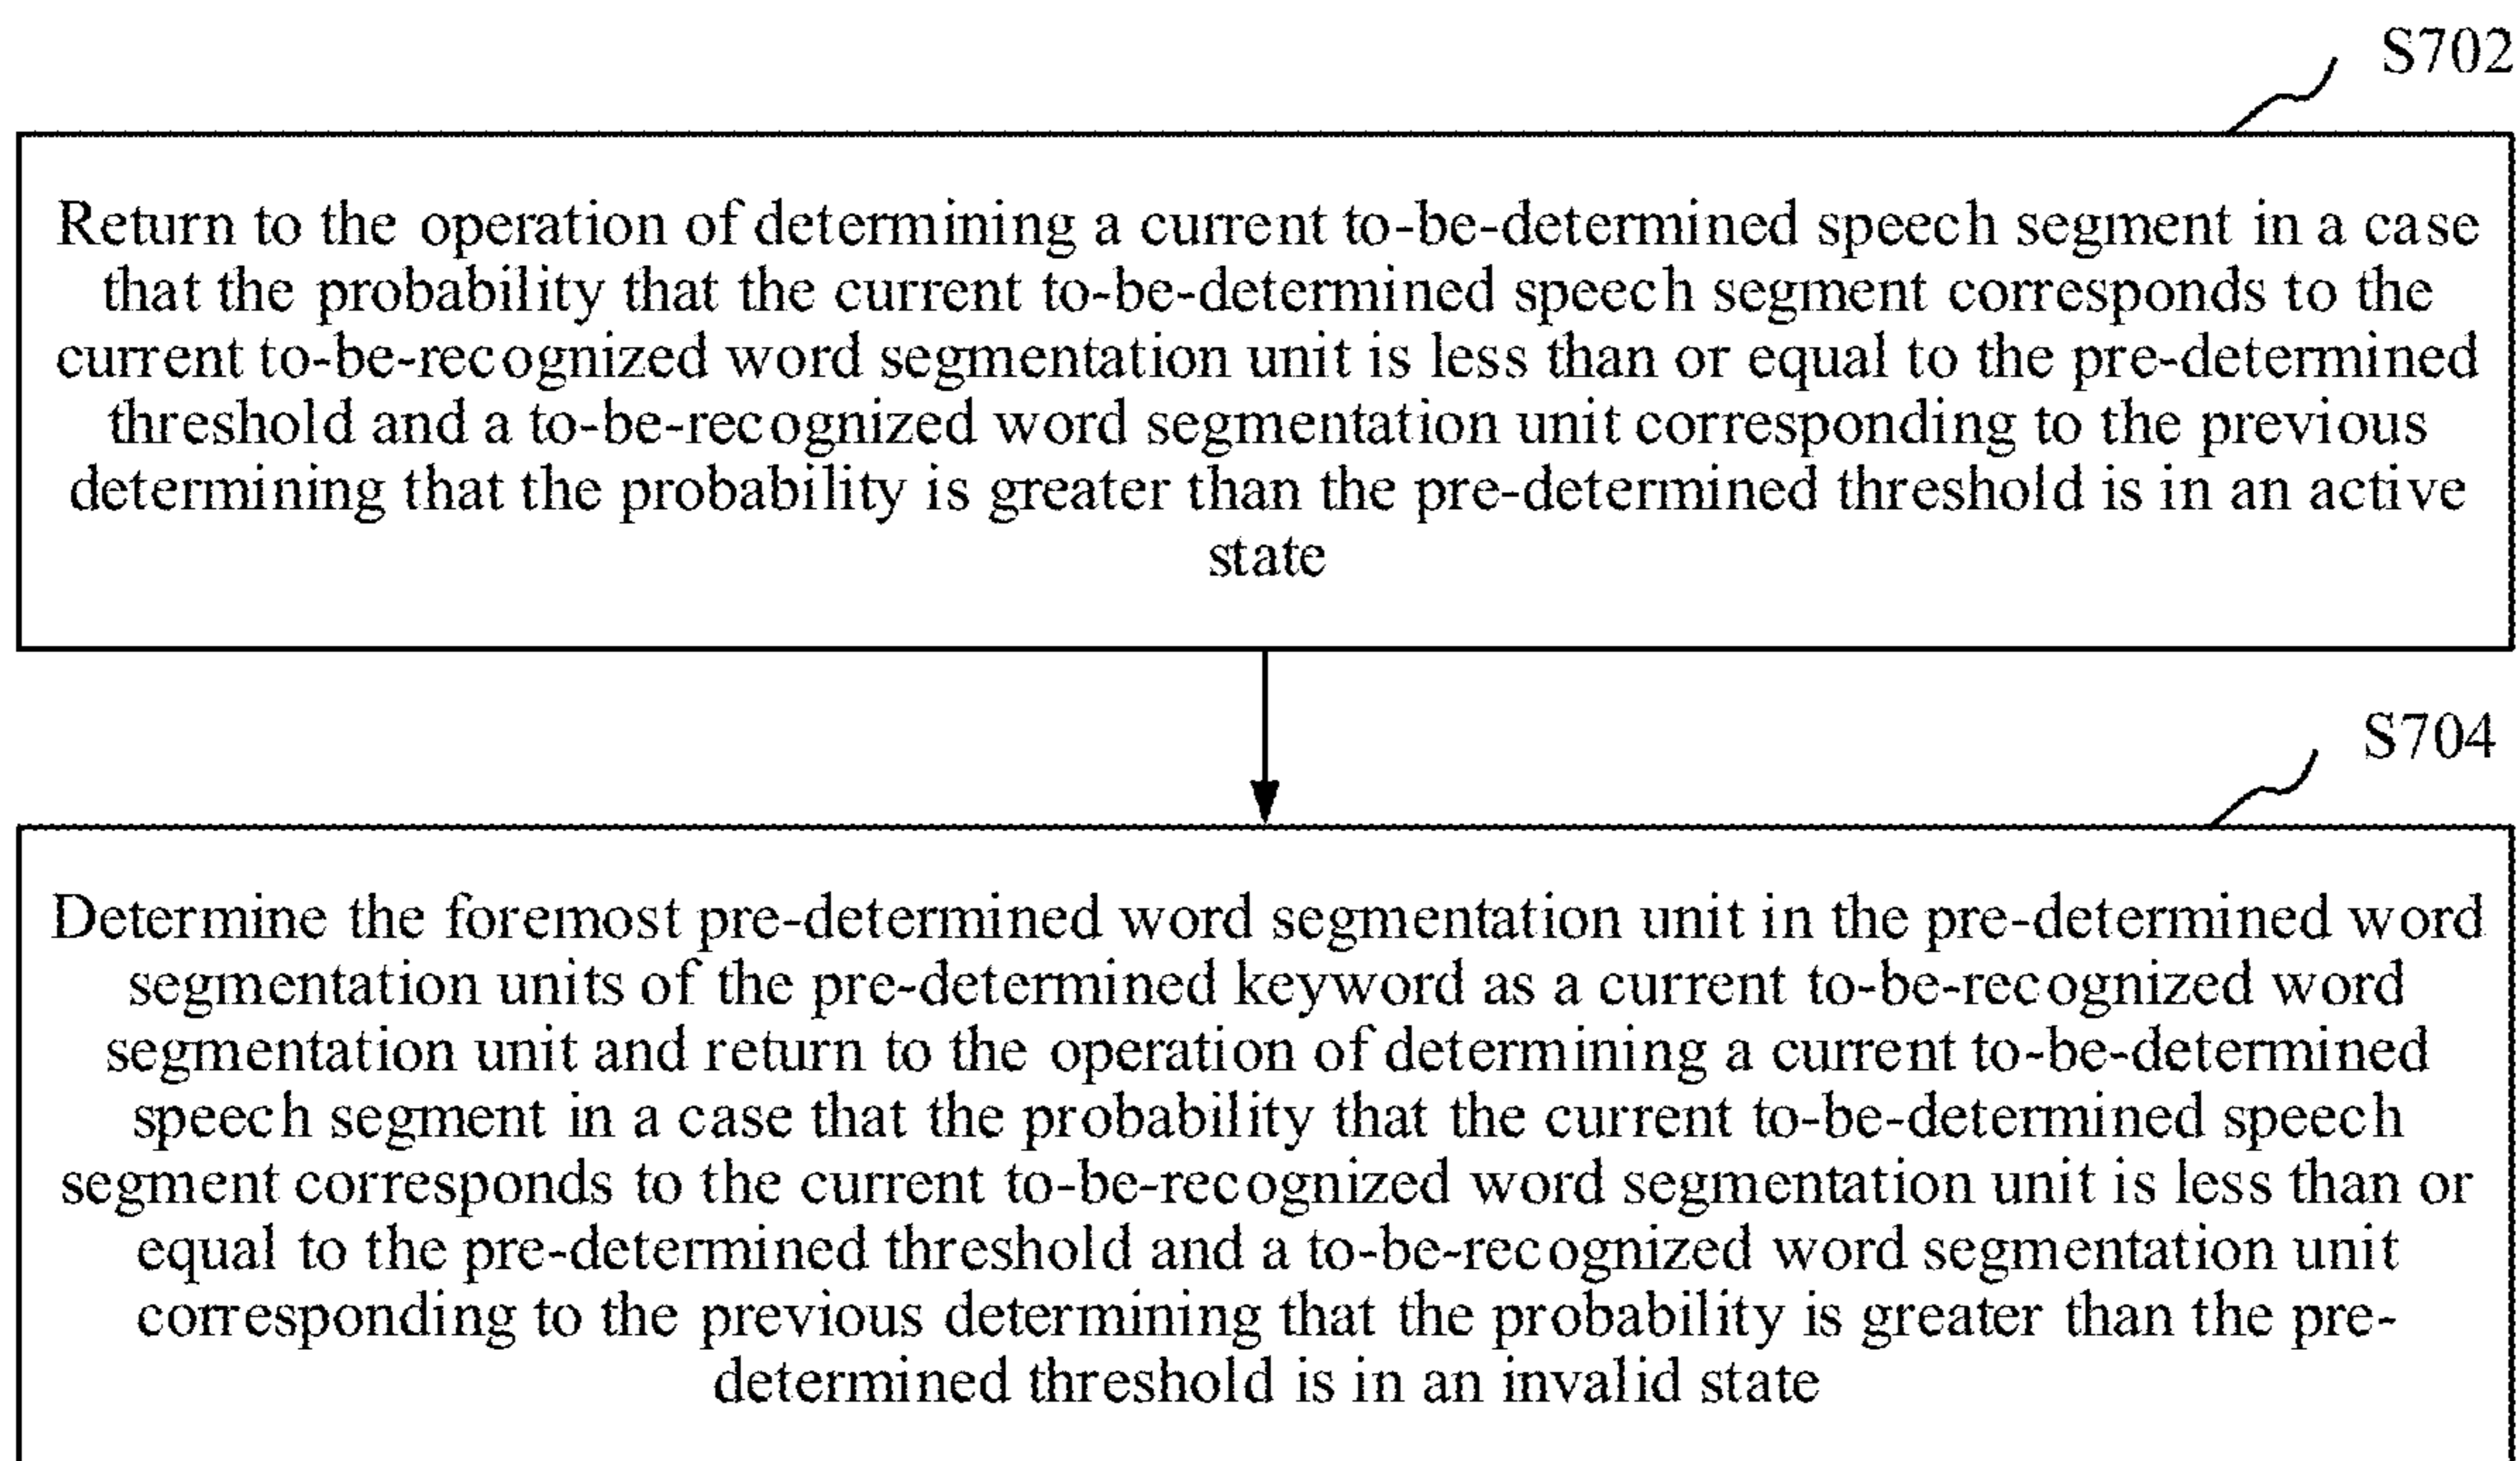 S702
Return to the operation of determining a current to-be-determined speech segment in a case
that the probability that the current to-be-determined speech segment corresponds to the
current to-be-recognized word segmentation unit is less than or equal to the pre-determined
threshold and a to-be-recognized word segmentation unit corresponding to the previous
determining that the probability is greater than the pre-determined threshold is in an active
state
S704
Determine the foremost pre-determined word segmentation unit in the pre-determined word
segmentation units of the pre-determined keyword as a current to-be-recognized word
segmentation unit and return to the operation of determining a current to-be-determined
speech segment in a case that the probability that the current to-be-determined speech
segment corresponds to the current to-be-recognized word segmentation unit is less than or
equal to the pre-determined threshold and a to-be-recognized word segmentation unit
corresponding to the previous determining that the probability is greater than the pre-
determined threshold is in an invalid state